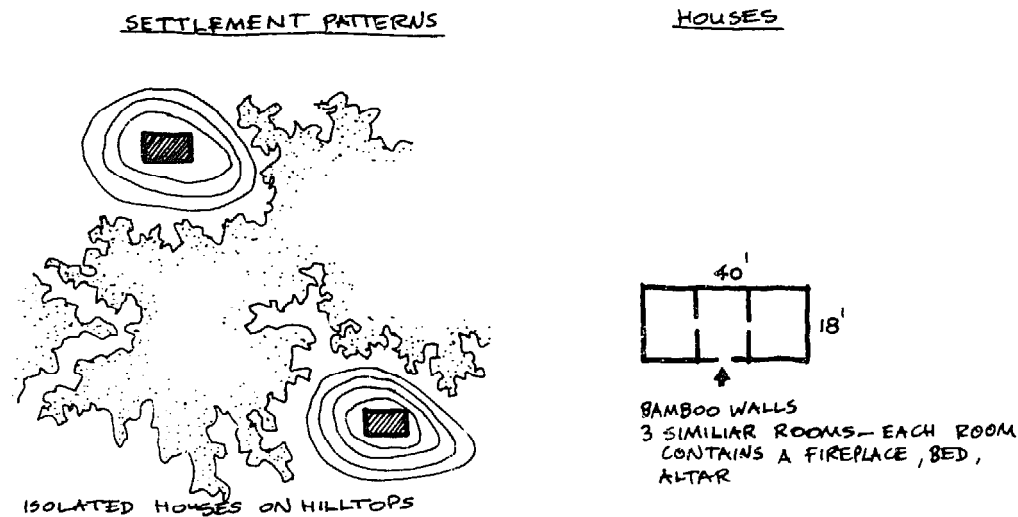 SETTLEMENT PATTERNS
ISOLATED HOUSES ON HILLTOPS
HOUSES
40'
18'
BAMBOO WALLS
3 SIMILIAR ROOMS - EACH ROOM
CONTAINS A FIREPLACE, BED,
ALTAR